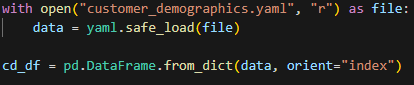 with open("customer_demographics.yaml", "r") as file:
    data = yaml.safe_load(file)
cd_df = pd.DataFrame.from_dict(data, orient="index")